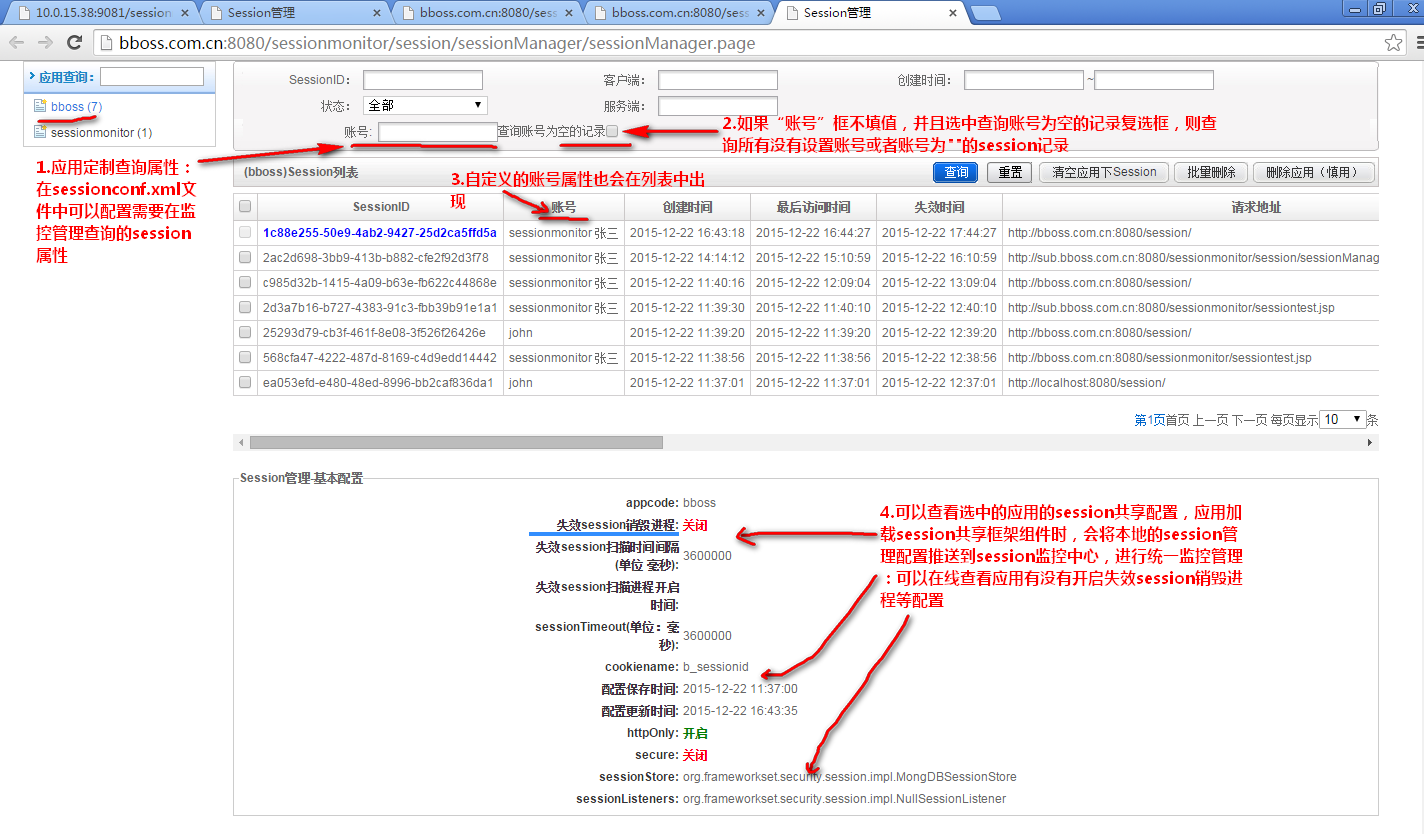 10.0.15.38:9081/session
Session管理
bboss.com.cn:8080/sess
bboss.com.cn:8080/sess
Session管理
bboss.com.cn:8080/sessionmonitor/session/sessionManager/sessionManager.page
应用查询：
bboss (7)
sessionmonitor (1)
SessionID： 客户端： 创建时间： ~
状态： 全部 服务端：
账号: 查询账号为空的记录
1.应用定制查询属性：
在sessionconf.xml文
件中可以配置需要在监
控管理查询的session
属性
2.如果“账号”框不填值，并且选中查询账号为空的记录复选框，则查
询所有没有设置账号或者账号为""的session记录
(bboss)Session列表 查询 重置 清空应用下Session 批量删除 删除应用（慎用）
3.自定义的账号属性也会在列表中出
现
SessionID 账号 创建时间 最后访问时间 失效时间 请求地址
1c88e255-50e9-4ab2-9427-25d2ca5ffd5a sessionmonitor 张三 2015-12-22 16:43:18 2015-12-22 16:44:27 2015-12-22 17:44:27 http://bboss.com.cn:8080/session/
2ac2d698-3bb9-413b-b882-cfe2f92d3f78 sessionmonitor 张三 2015-12-22 14:14:12 2015-12-22 15:10:59 2015-12-22 16:10:59 http://sub.bboss.com.cn:8080/sessionmonitor/session/sessionManag
c985d32b-1415-4a09-b63e-fb622c44868e sessionmonitor 张三 2015-12-22 11:40:16 2015-12-22 12:09:04 2015-12-22 13:09:04 http://bboss.com.cn:8080/session/
2d3a7b16-b727-4383-91c3-fbb39b91e1a1 sessionmonitor 张三 2015-12-22 11:39:30 2015-12-22 11:40:10 2015-12-22 12:40:10 http://sub.bboss.com.cn:8080/sessionmonitor/sessiontest.jsp
25293d79-cb3f-461f-8e08-3f526f26426e john 2015-12-22 11:39:20 2015-12-22 11:39:20 2015-12-22 12:39:20 http://bboss.com.cn:8080/session/
568cfa47-4222-487d-8169-c4d9edd14442 sessionmonitor 张三 2015-12-22 11:38:56 2015-12-22 11:38:56 2015-12-22 12:38:56 http://bboss.com.cn:8080/sessionmonitor/sessiontest.jsp
ea053efd-e480-48ed-8996-bb2caf836da1 john 2015-12-22 11:37:01 2015-12-22 11:37:01 2015-12-22 12:37:01 http://localhost:8080/session/
第1页首页 上一页 下一页 每页显示 10 条
Session管理-基本配置
appcode: bboss
失效session销毁进程: 关闭
失效session扫描时间间隔
(单位 毫秒): 3600000
失效session扫描进程开启
时间:
sessionTimeout(单位：毫
秒): 3600000
cookiename: b_sessionid
配置保存时间: 2015-12-22 11:37:00
配置更新时间: 2015-12-22 16:43:35
httpOnly: 开启
secure: 关闭
sessionStore: org.frameworkset.security.session.impl.MongDBSessionStore
sessionListeners: org.frameworkset.security.session.impl.NullSessionListener
4.可以查看选中的应用的session共享配置，应用加
载session共享框架组件时，会将本地的session管
理配置推送到session监控中心，进行统一监控管理
：可以在线查看应用有没有开启失效session销毁进
程等配置